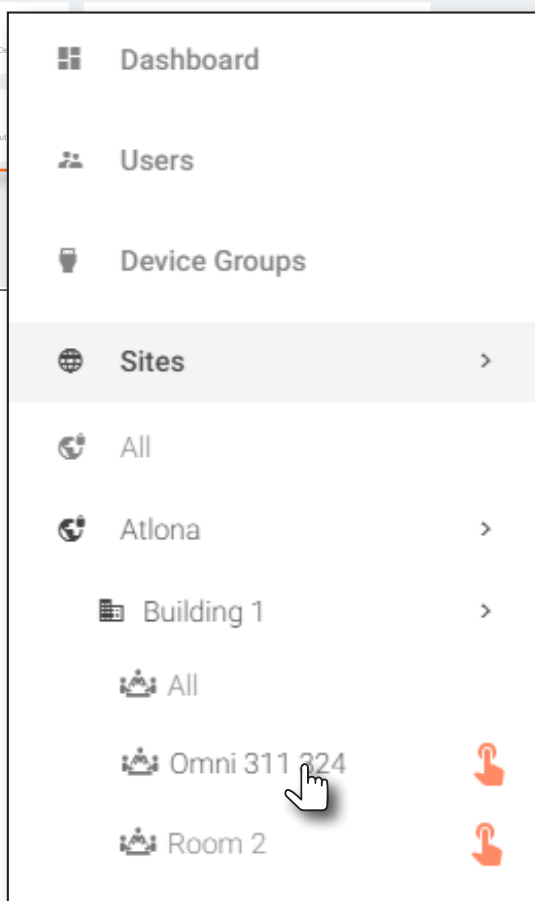 Dashboard
Users
Device Groups
Sites
All
Atlona
Building 1
All
Omni 311 324
Room 2